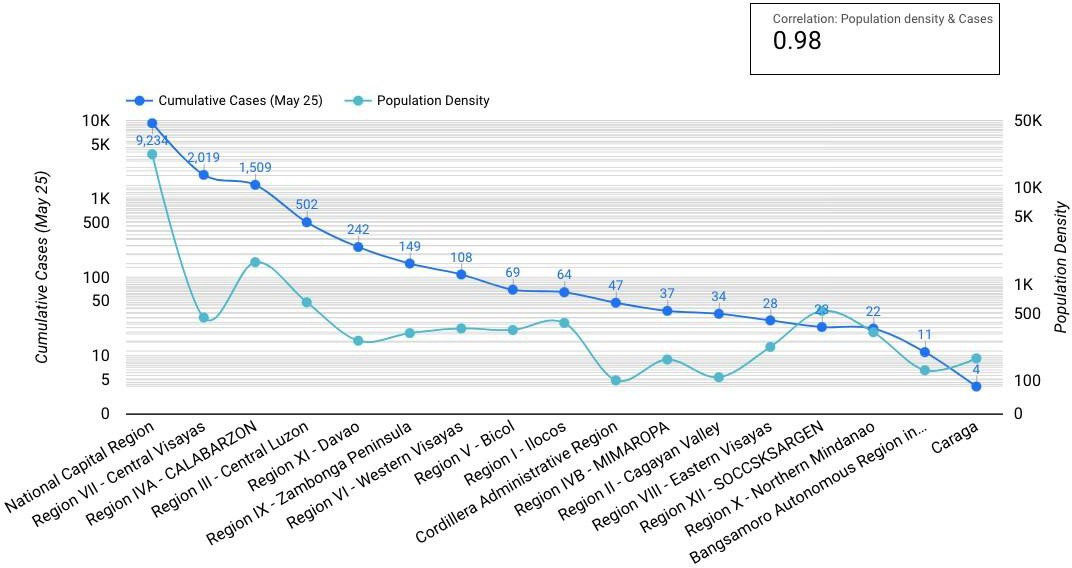 Correlation: Population density & Cases
0.98
Cumulative Cases (May 25)
Population Density
10K
5K
1K
500
100
50
10
5
0
Cumulative Cases (May 25)
9,234
2,019
1,509
502
242
149
108
69
64
47
37
34
28
22
11
4
50K
10K
5K
1K
500
100
0
Population Density
National Capital Region
Region VII - Central Visayas
Region IVA - CALABARZON
Region III - Central Luzon
Region XI - Davao
Region IX - Zambonga Peninsula
Region VI - Western Visayas
Region V - Bicol
Region I - Ilocos
Cordillera Administrative Region
Region IVB - MIMAROPA
Region II - Cagayan Valley
Region VIII - Eastern Visayas
Region XII - SOCCSKSARGEN
Region X - Northern Mindanao
Bangsamoro Autonomous Region in...
Caraga